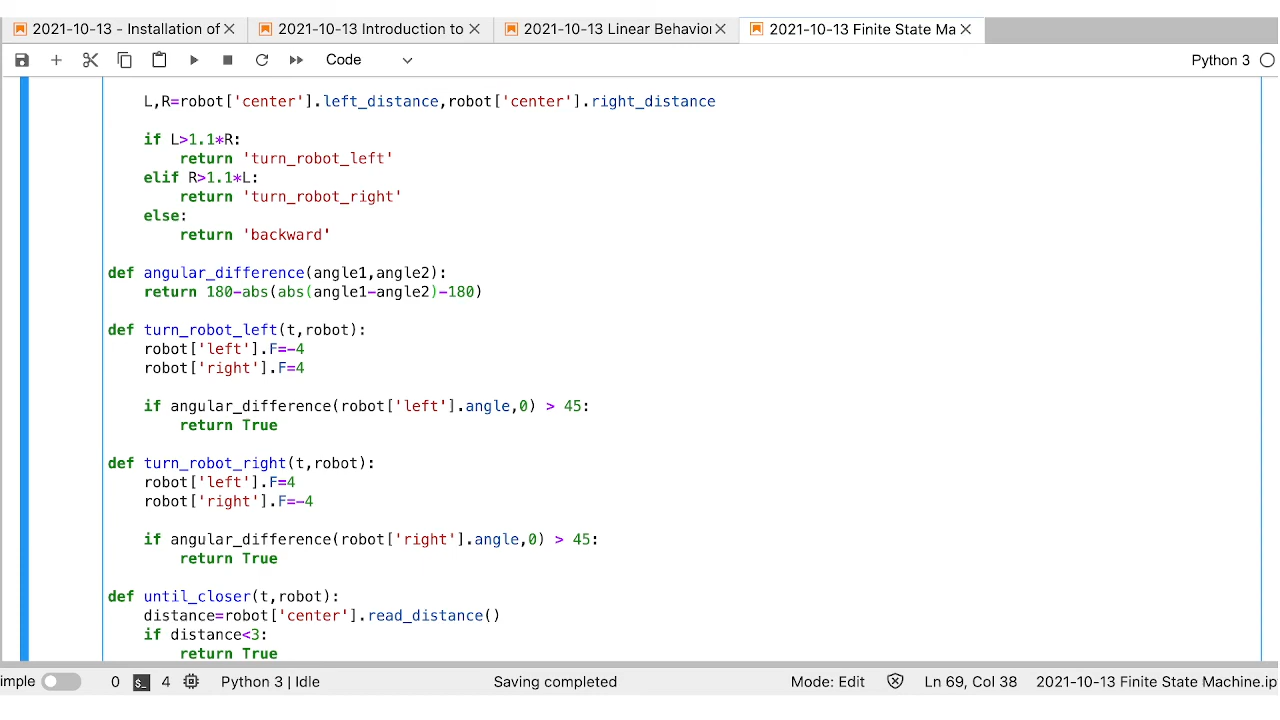 2021-10-13 - Installation of
2021-10-13 Introduction to
2021-10-13 Linear Behavior
2021-10-13 Finite State Ma
Code
Python 3
L,R=robot['center'].left_distance,robot['center'].right_distance
if L>1.1*R:
return 'turn_robot_left'
elif R>1.1*L:
return 'turn_robot_right'
else:
return 'backward'
def angular_difference(angle1,angle2):
return 180-abs(abs(angle1-angle2)-180)
def turn_robot_left(t,robot):
robot['left'].F=-4
robot['right'].F=4
if angular_difference(robot['left'].angle,0) > 45:
return True
def turn_robot_right(t,robot):
robot['left'].F=4
robot['right'].F=-4
if angular_difference(robot['right'].angle,0) > 45:
return True
def until_closer(t,robot):
distance=robot['center'].read_distance()
if distance<3:
return True
imple
0
$_
4
Python 3 | Idle
Saving completed
Mode: Edit
Ln 69, Col 38
2021-10-13 Finite State Machine.ip